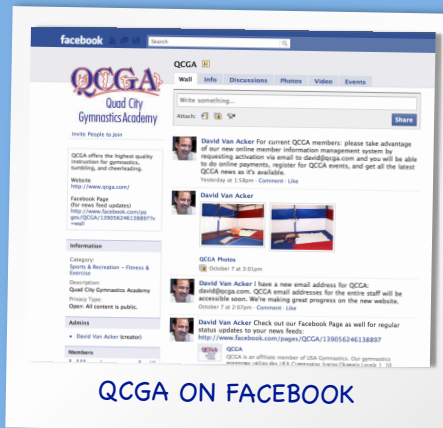 facebook
Search
QCGA
Wall Info Discussions Photos Video Events
Write something...
Attach:
Share
QCGA
Quad City
Gymnastics Academy
Invite People to Join
QCGA offers the highest quality
instruction for gymnastics,
tumbling, and cheerleading.
Website
http://www.qcga.com/
Facebook Page
(for news feed updates)
http://www.facebook.com/pa
ges/QCGA/139056246138897?v
=wall
Information
Category:
Sports & Recreation - Fitness &
Exercise
Description:
Quad City Gymnastics Academy
Privacy Type:
Open: All content is public.
Admins
David Van Acker (creator)
Members
David Van Acker For current QCGA members: please take advantage
of our new online member information management system by
requesting activation via email to david@qcga.com and you will be able
to do online payments, register for QCGA events, and get all the latest
QCGA news as it's available.
Yesterday at 1:58pm · Comment · Like
David Van Acker
QCGA Photos
October 7 at 3:01pm
David Van Acker I have a new email address for QCGA:
david@qcga.com. QCGA email addresses for the entire staff will be
accessible soon. We're making great progress on the new website.
October 7 at 2:57pm · Comment · Like
David Van Acker Check out our Facebook Page as well for regular
status updates to your news feeds:
http://www.facebook.com/pages/QCGA/139056246138897
QCGA
QCGA is an affiliate member of USA Gymnastics. Our gymnastics
QCGA ON FACEBOOK